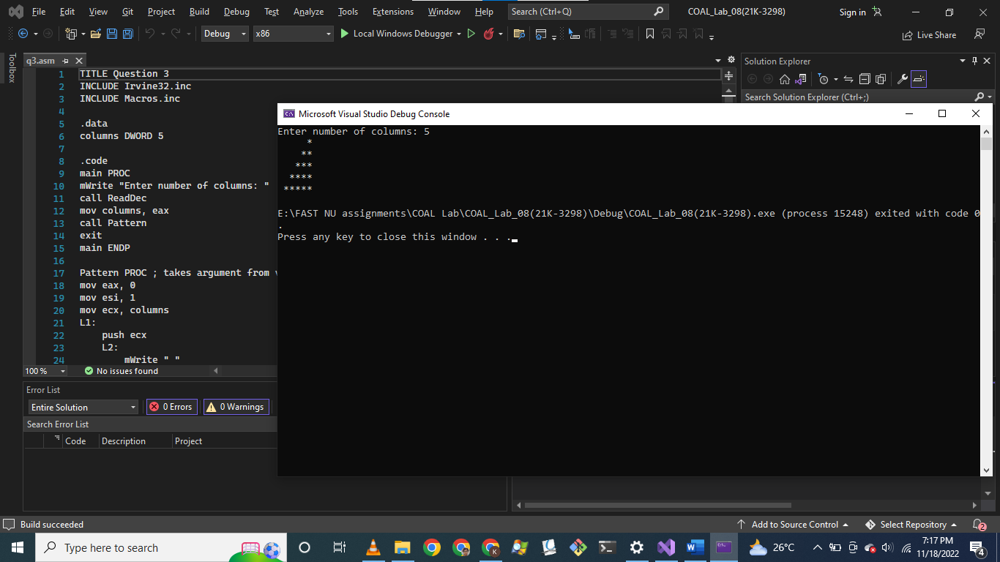 File Edit View Git Project Build Debug Test Analyze Tools Extensions Window Help Search (Ctrl+Q) COAL_Lab_08(21K-3298) Sign in
Debug x86 Local Windows Debugger Live Share
Toolbox
q3.asm
1 TITLE Question 3
2 INCLUDE Irvine32.inc
3 INCLUDE Macros.inc
4
5 .data
6 columns DWORD 5
7
8 .code
9 main PROC
10 mWrite "Enter number of columns: "
11 call ReadDec
12 mov columns, eax
13 call Pattern
14 exit
15 main ENDP
16
17 Pattern PROC ; takes argument from
18 mov eax, 0
19 mov esi, 1
20 mov ecx, columns
21 L1:
22 push ecx
23 L2:
24 mWrite " "
100 % No issues found
Solution Explorer
Search Solution Explorer (Ctrl+;)
Microsoft Visual Studio Debug Console
Enter number of columns: 5
*
**
***
****
*****
E:\FAST NU assignments\COAL Lab\COAL_Lab_08(21K-3298)\Debug\COAL_Lab_08(21K-3298).exe (process 15248) exited with code 0
.
Press any key to close this window . . .
Error List
Entire Solution 0 Errors 0 Warnings
Search Error List
Code Description Project
Build succeeded Add to Source Control Select Repository 2
Type here to search 26°C 7:17 PM
11/18/2022 4